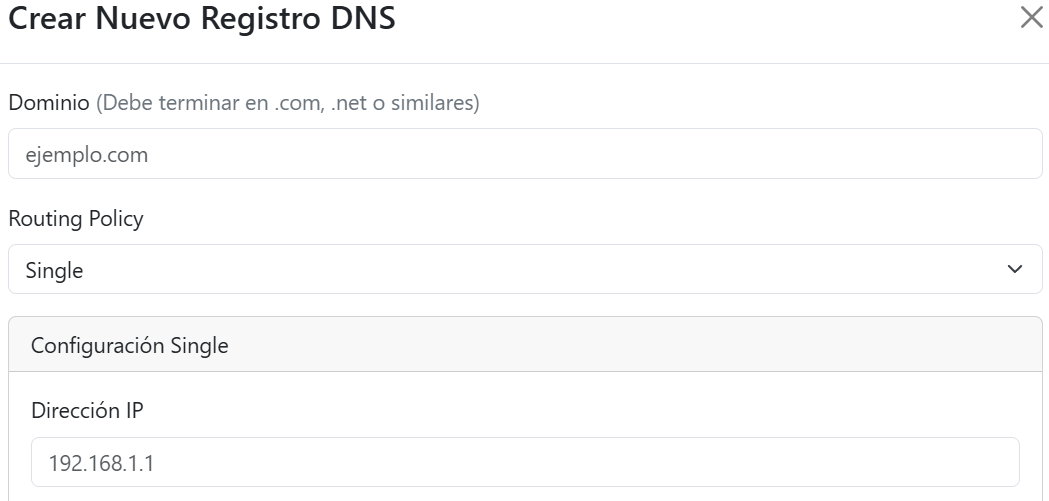 Crear Nuevo Registro DNS
Dominio (Debe terminar en .com, .net o similares)
ejemplo.com
Routing Policy
Single
Configuración Single
Dirección IP
192.168.1.1